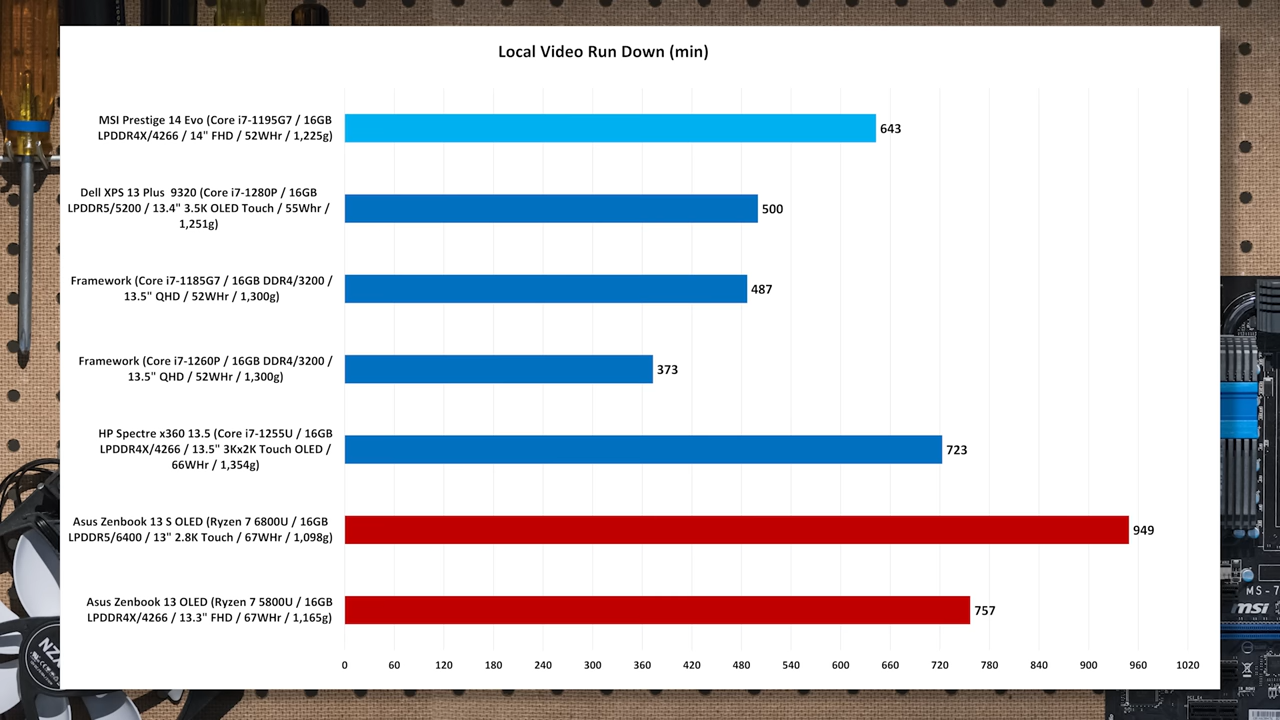 Local Video Run Down (min)
MSI Prestige 14 Evo (Core i7-1195G7 / 16GB
LPDDR4X/4266 / 14" FHD / 52WHr / 1,225g)
643
Dell XPS 13 Plus 9320 (Core i7-1280P / 16GB
LPDDR5/5200 / 13.4" 3.5K OLED Touch / 55Whr /
1,251g)
500
Framework (Core i7-1185G7 / 16GB DDR4/3200 /
13.5" QHD / 52WHr / 1,300g)
487
Framework (Core i7-1260P / 16GB DDR4/3200 /
13.5" QHD / 52WHr / 1,300g)
373
HP Spectre x360 13.5 (Core i7-1255U / 16GB
LPDDR4X/4266 / 13.5" 3Kx2K Touch OLED /
66WHr / 1,354g)
723
Asus Zenbook 13 S OLED (Ryzen 7 6800U / 16GB
LPDDR5/6400 / 13" 2.8K Touch / 67WHr / 1,098g)
949
Asus Zenbook 13 OLED (Ryzen 7 5800U / 16GB
LPDDR4X/4266 / 13.3" FHD / 67WHr / 1,165g)
757
0 60 120 180 240 300 360 420 480 540 600 660 720 780 840 900 960 1020
MS-7
msi
NZ